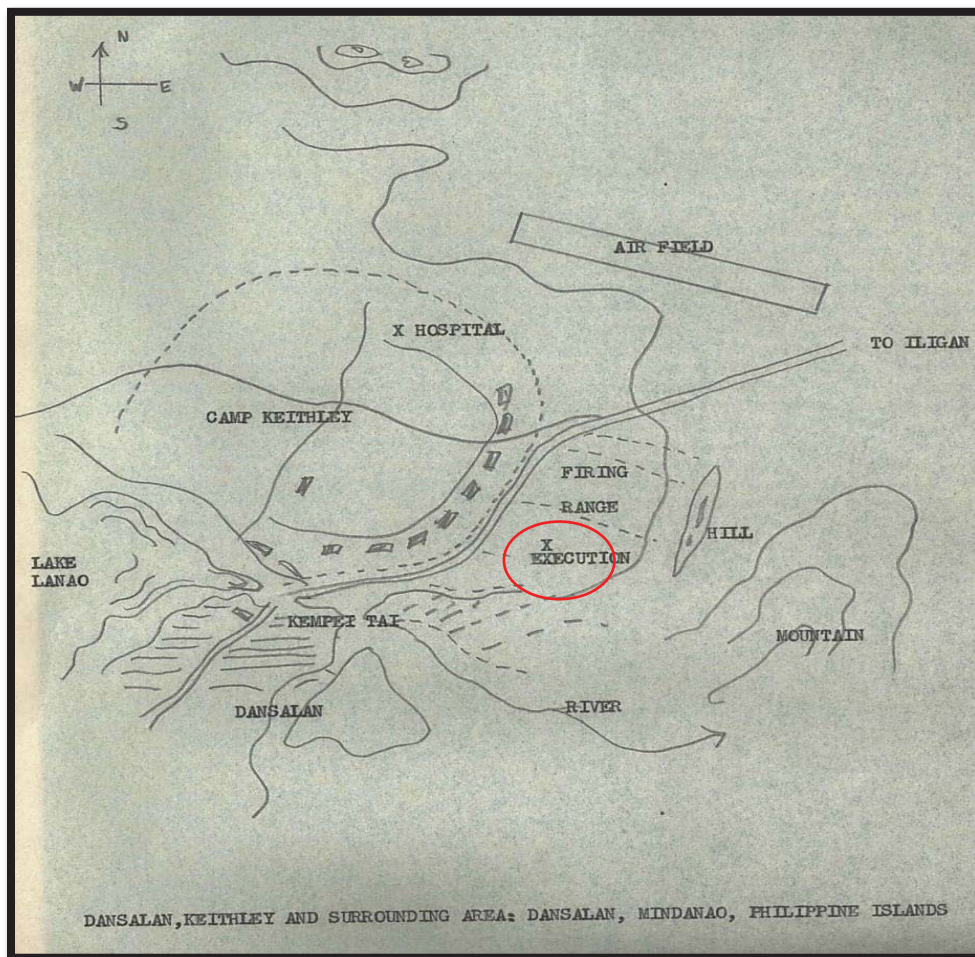 N
W E
S
AIR FIELD
X HOSPITAL
TO ILIGAN
CAMP KEITHLEY
FIRING
RANGE
HILL
X
EXECUTION
LAKE
LANAO
KEMPEI TAI
MOUNTAIN
DANSALAN
RIVER
DANSALAN,KEITHLEY AND SURROUNDING AREA: DANSALAN, MINDANAO, PHILIPPINE ISLANDS